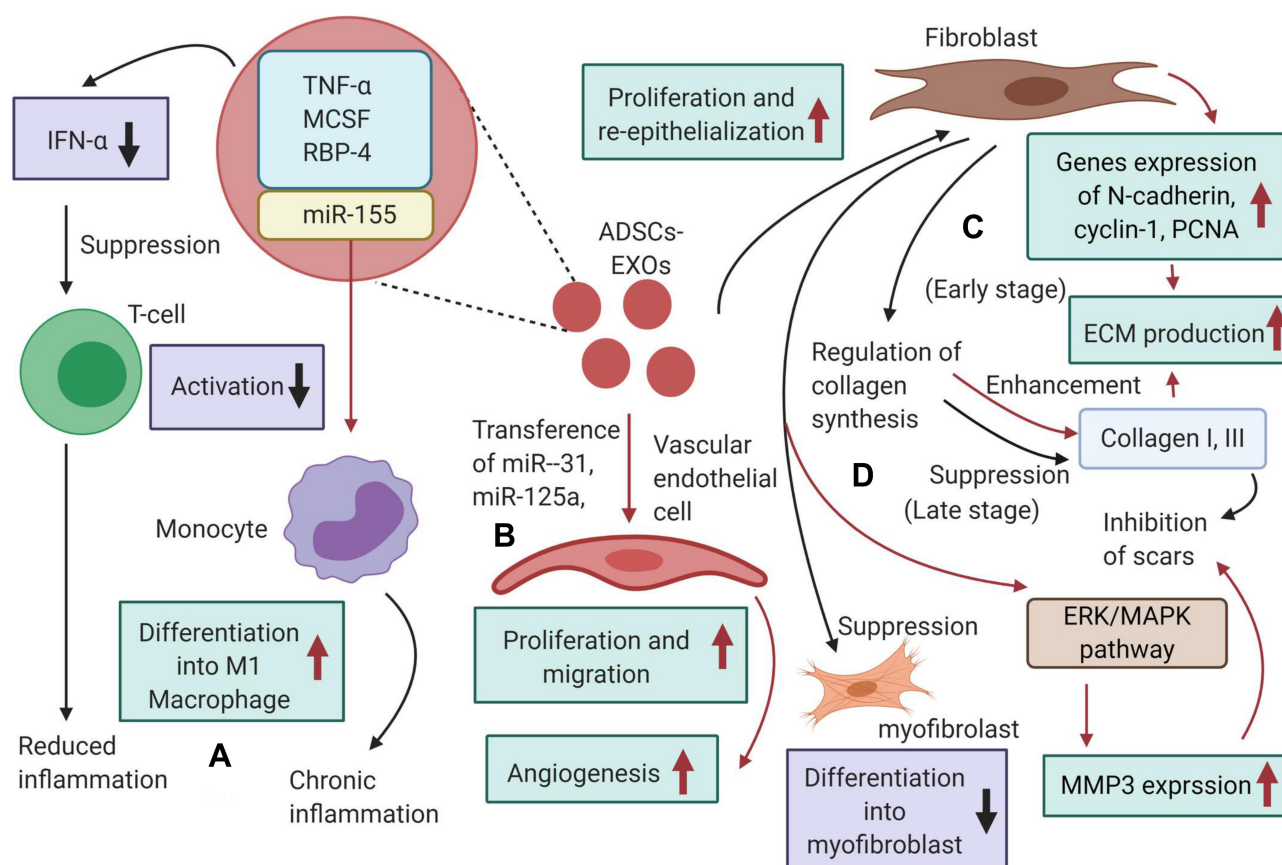 TNF-α
MCSF
RBP-4
miR-155
IFN-α
Suppression
T-cell
Activation
Monocyte
Differentiation
into M1
Macrophage
Reduced
inflammation
A
Chronic
inflammation
ADSCs-
EXOs
Transference
of miR--31,
miR-125a,
Vascular
endothelial
cell
B
Proliferation and
migration
Angiogenesis
Proliferation and
re-epithelialization
Fibroblast
Genes expression
of N-cadherin,
cyclin-1, PCNA
C
(Early stage)
ECM production
Regulation of
collagen
synthesis
Enhancement
Collagen I, III
D
Suppression
(Late stage)
Inhibition
of scars
ERK/MAPK
pathway
Suppression
myofibrolast
Differentiation
into
myofibroblast
MMP3 exprssion